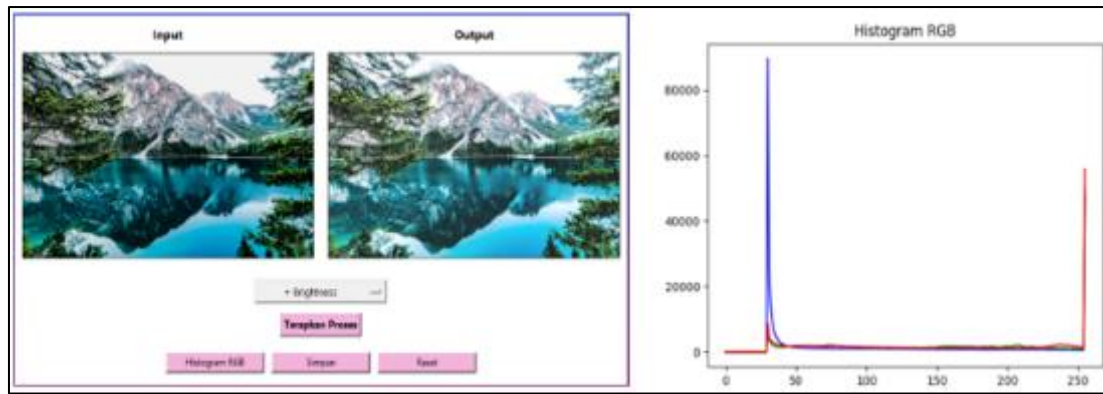 Input
Output
+ Brightness
Terapkan Proses
Histogram RGB
Simpan
Reset
Histogram RGB
80000
60000
40000
20000
0
0 50 100 150 200 250